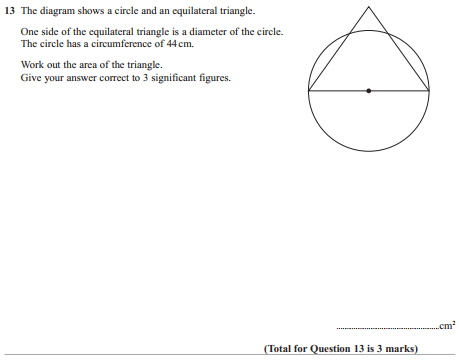 13 The diagram shows a circle and an equilateral triangle.
One side of the equilateral triangle is a diameter of the circle.
The circle has a circumference of 44 cm.
Work out the area of the triangle.
Give your answer correct to 3 significant figures.
........................................cm²
(Total for Question 13 is 3 marks)